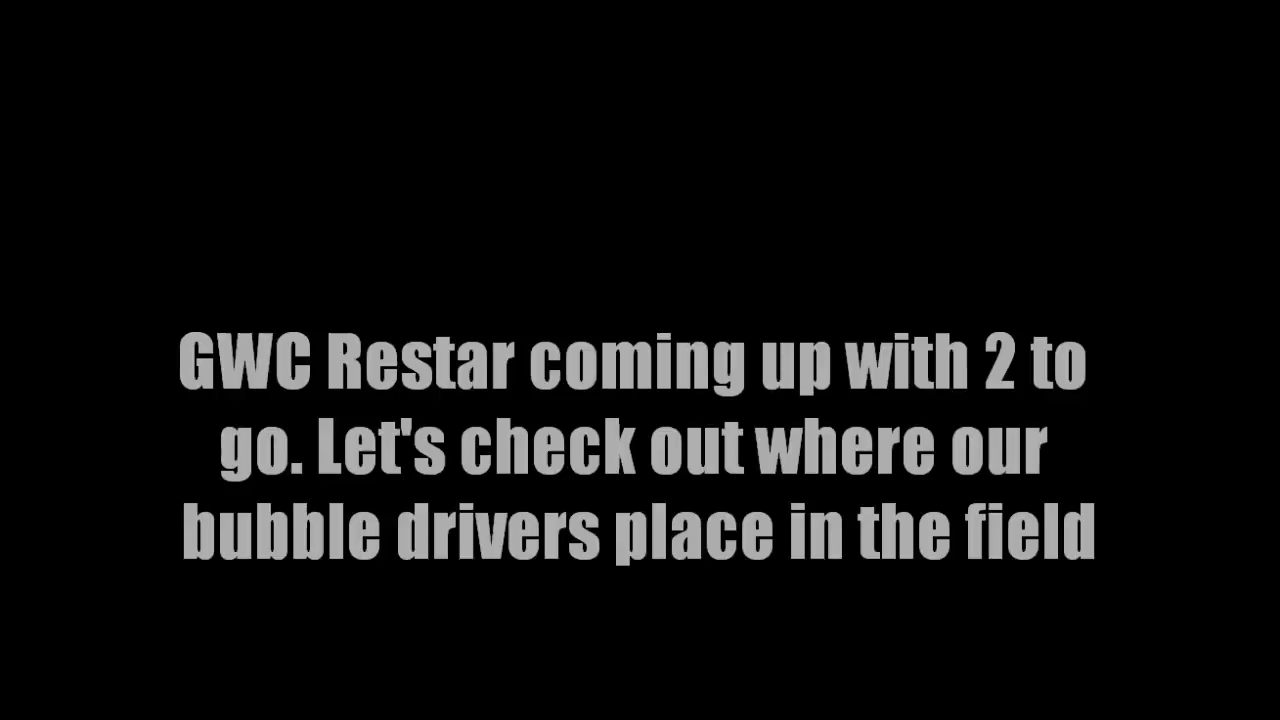 GWC Restar coming up with 2 to
go. Let's check out where our
bubble drivers place in the field